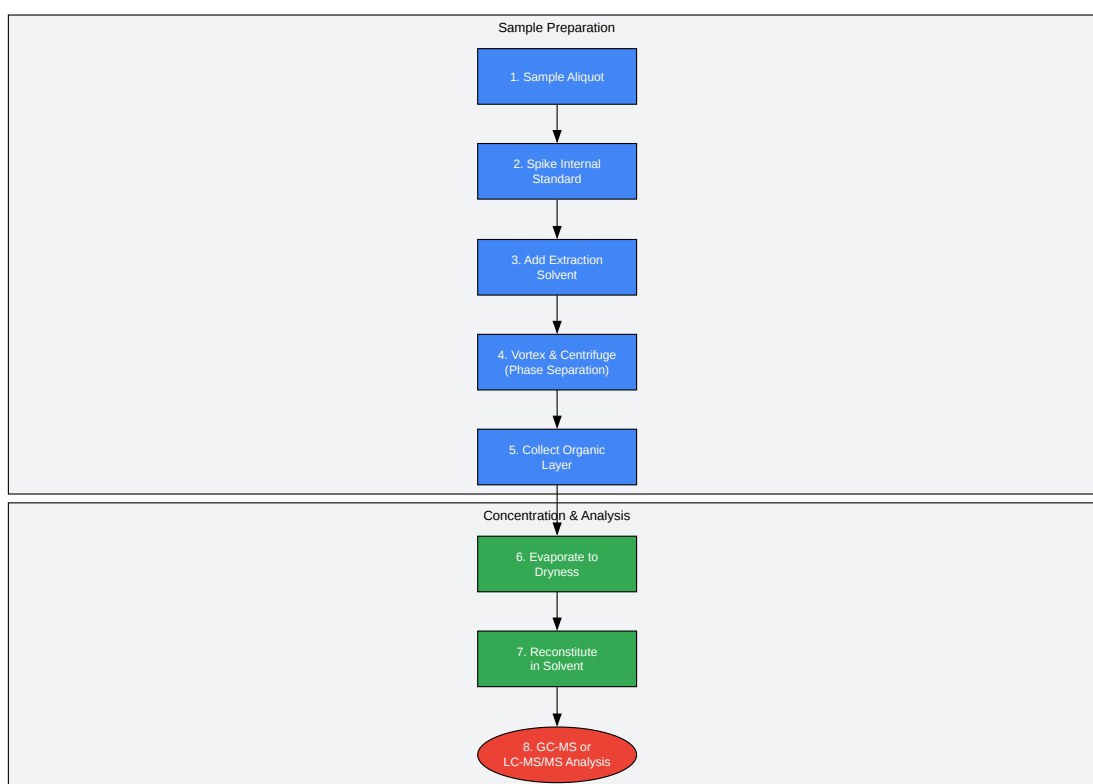 Sample Preparation
1. Sample Aliquot
2. Spike Internal
Standard
3. Add Extraction
Solvent
4. Vortex & Centrifuge
(Phase Separation)
5. Collect Organic
Layer
Concentration & Analysis
6. Evaporate to
Dryness
7. Reconstitute
in Solvent
8. GC-MS or
LC-MS/MS Analysis